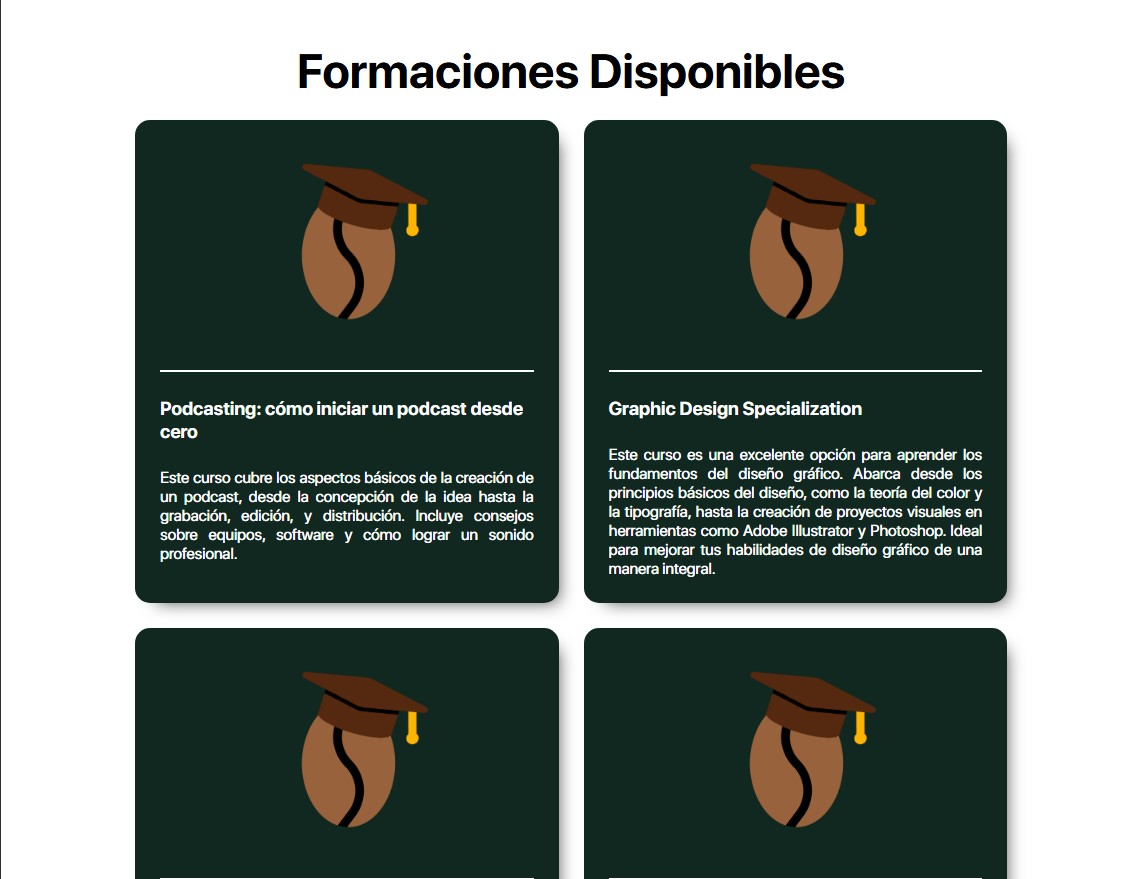 Formaciones Disponibles
Podcasting: cómo iniciar un podcast desde
cero
Este curso cubre los aspectos básicos de la creación de
un podcast, desde la concepción de la idea hasta la
grabación, edición, y distribución. Incluye consejos
sobre equipos, software y cómo lograr un sonido
profesional.
Graphic Design Specialization
Este curso es una excelente opción para aprender los
fundamentos del diseño gráfico. Abarca desde los
principios básicos del diseño, como la teoría del color y
la tipografía, hasta la creación de proyectos visuales en
herramientas como Adobe Illustrator y Photoshop. Ideal
para mejorar tus habilidades de diseño gráfico de una
manera integral.